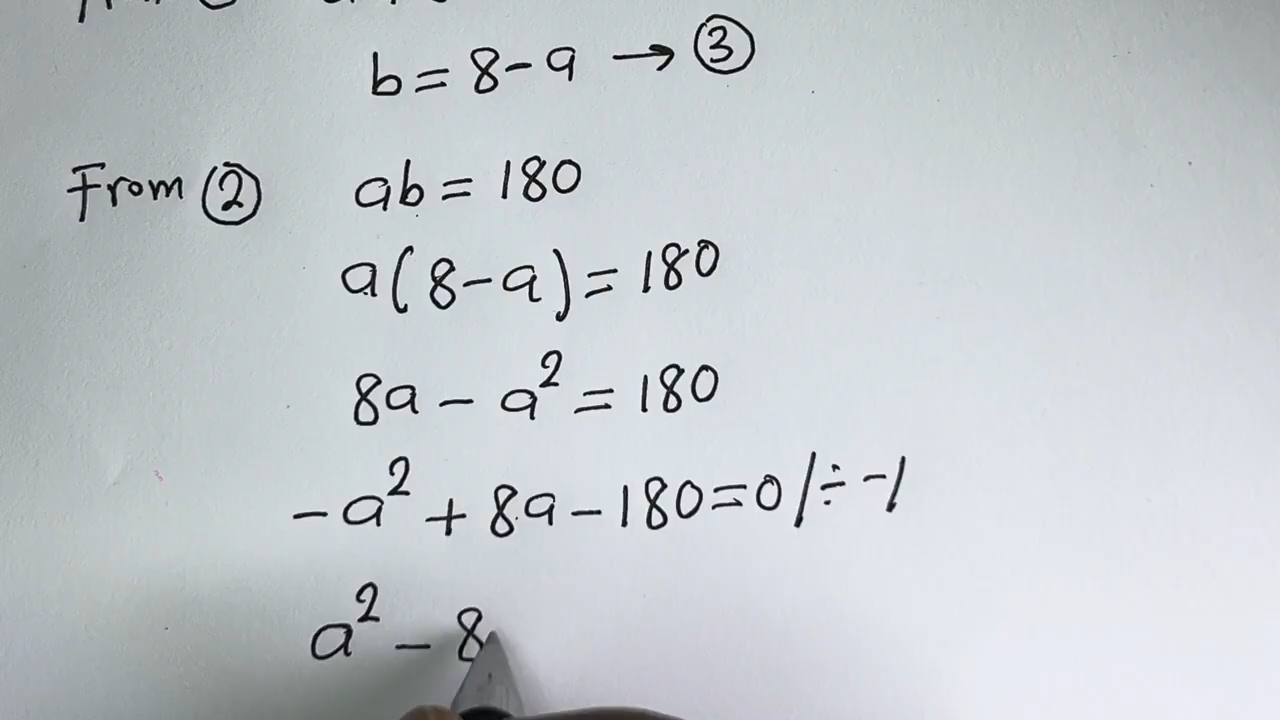 b = 8 - a → ③
From ② ab = 180
a(8 - a) = 180
8a - a² = 180
-a² + 8a - 180 = 0 / ÷ -1
a² - 8